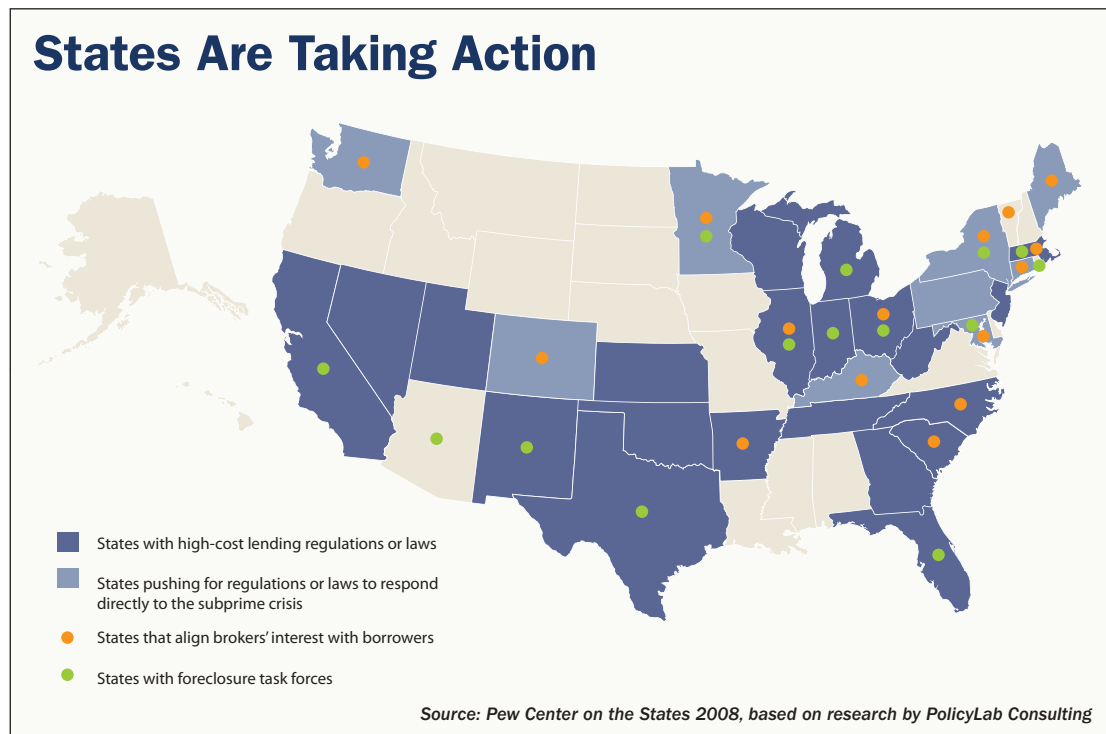 States Are Taking Action
States with high-cost lending regulations or laws
States pushing for regulations or laws to respond
directly to the subprime crisis
States that align brokers’ interest with borrowers
States with foreclosure task forces
Source: Pew Center on the States 2008, based on research by PolicyLab Consulting